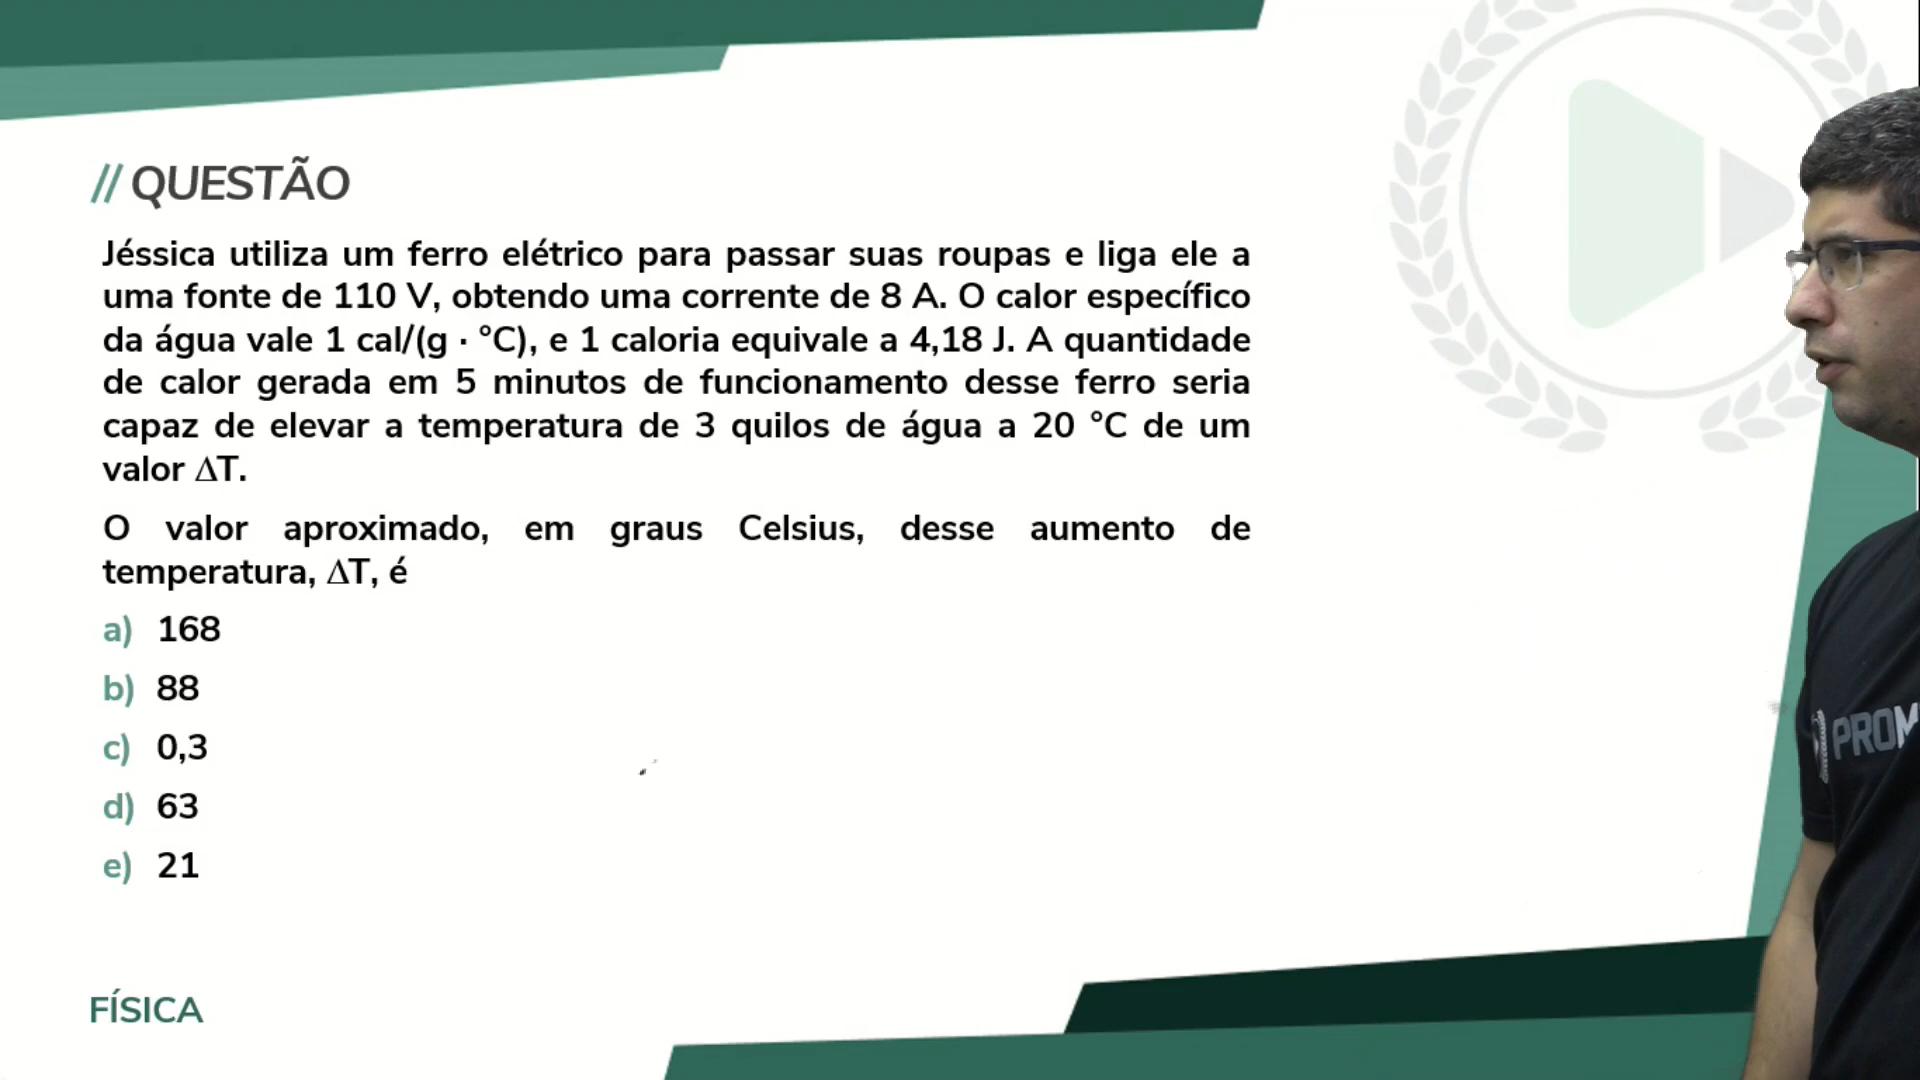 // QUESTÃO
Jéssica utiliza um ferro elétrico para passar suas roupas e liga ele a
uma fonte de 110 V, obtendo uma corrente de 8 A. O calor específico
da água vale 1 cal/(g · °C), e 1 caloria equivale a 4,18 J. A quantidade
de calor gerada em 5 minutos de funcionamento desse ferro seria
capaz de elevar a temperatura de 3 quilos de água a 20 °C de um
valor ΔT.
O valor aproximado, em graus Celsius, desse aumento de
temperatura, ΔT, é
a) 168
b) 88
c) 0,3
d) 63
e) 21
FÍSICA